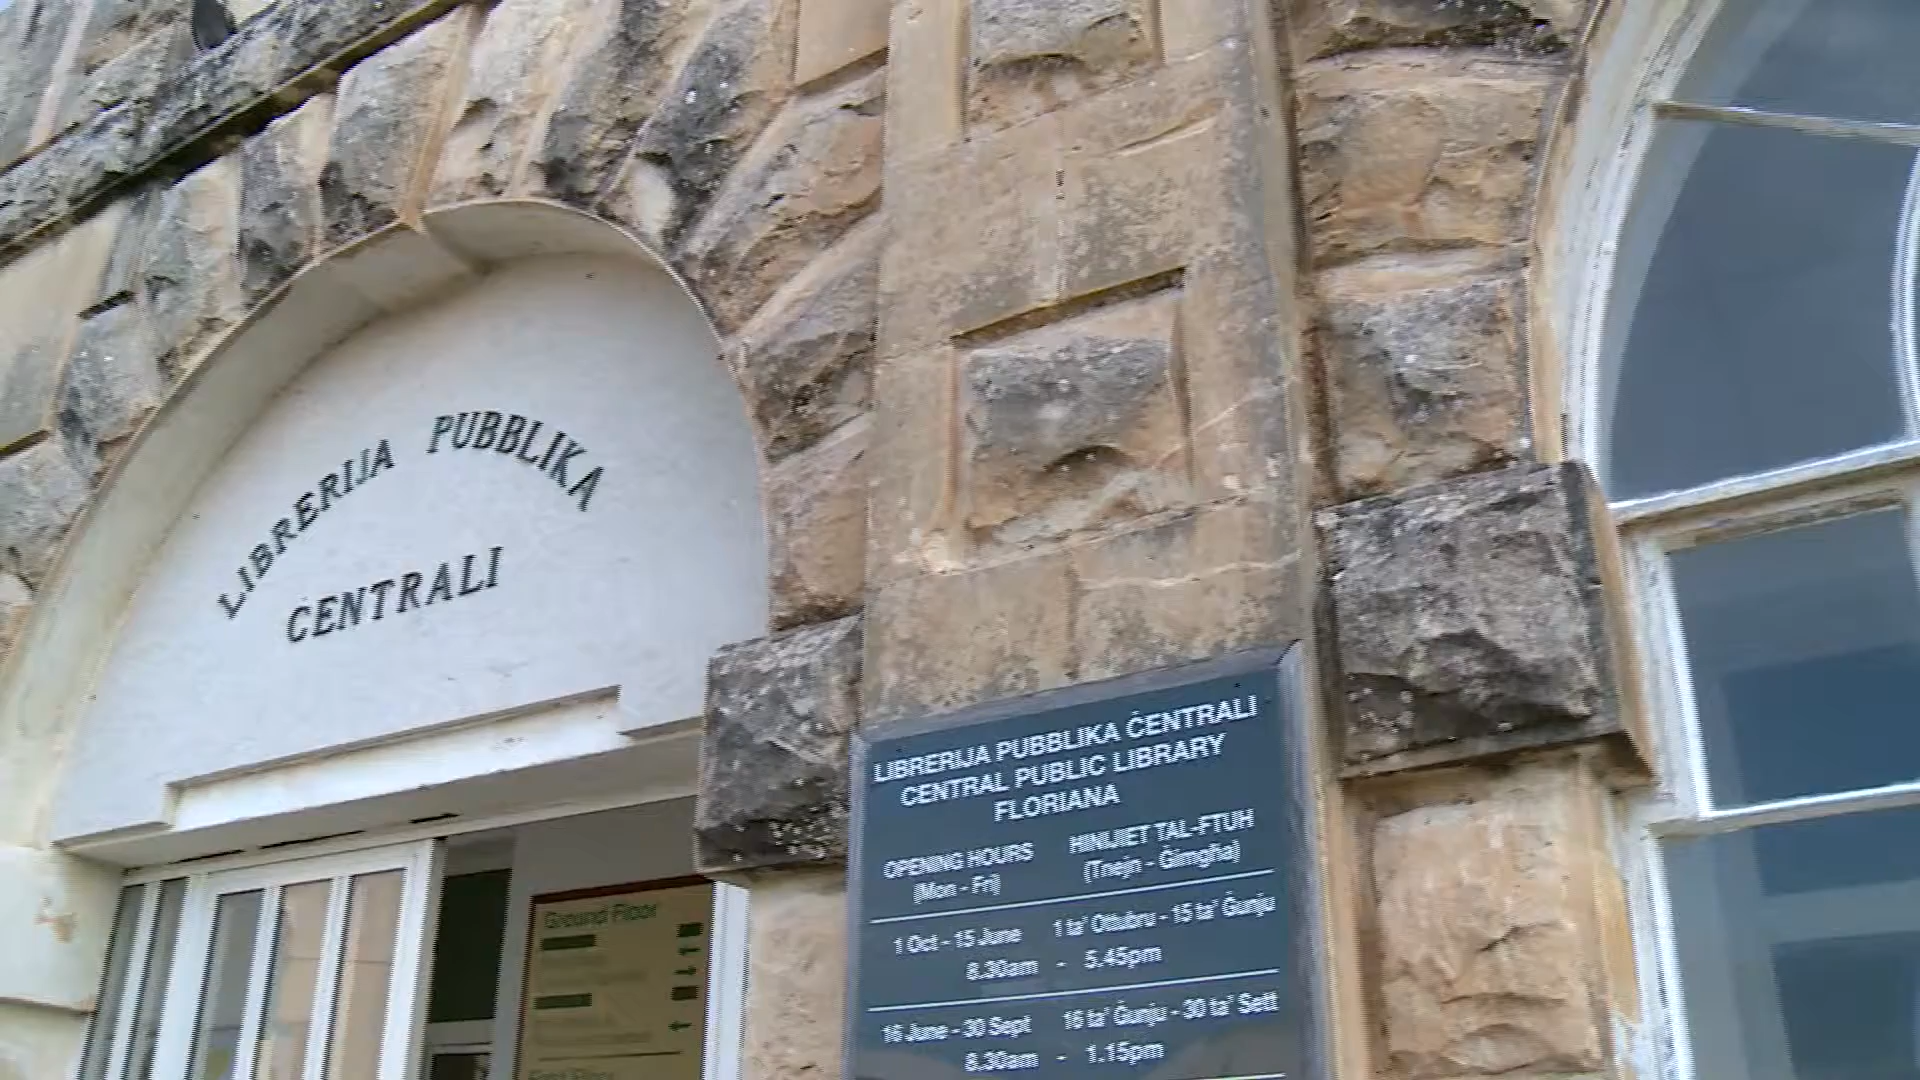 LIBRERIJA PUBBLIKA
ĊENTRALI
LIBRERIJA PUBBLIKA ĊENTRALI
CENTRAL PUBLIC LIBRARY
FLORIANA
OPENING HOURS HINJIET TAL-FTUH
(Mon - Fri) (Tnejn - Ġimgħa)
1 Oct - 15 June 1 ta' Ottubru - 15 ta' Ġunju
8.30am - 5.45pm
16 June - 30 Sept 16 ta' Ġunju - 30 ta' Sett
8.30am - 1.15pm
Ground Floor